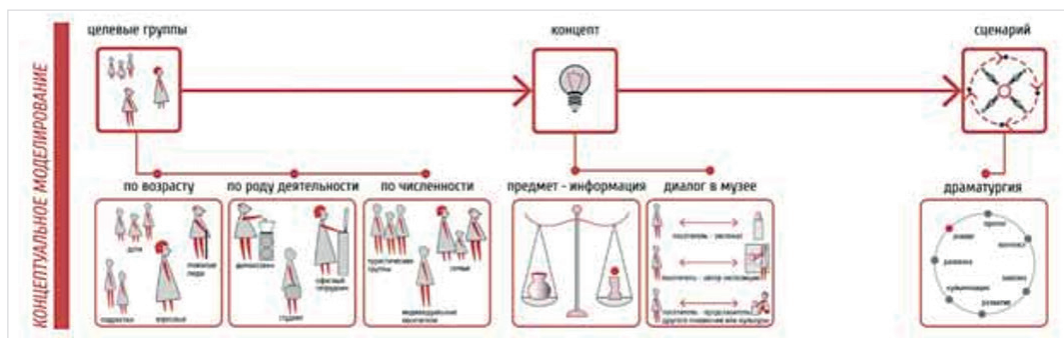 КОНЦЕПТУАЛЬНОЕ МОДЕЛИРОВАНИЕ
целевые группы
концепт
сценарий
по возрасту
по роду деятельности
по численности
предмет - информация
диалог в музее
драматургия
дети
пожилые
люди
подростки
взрослые
домохозяйки
офисный
сотрудник
студент
туристические
группы
семьи
индивидуальные
посетители
посетитель - экспонат
посетитель - автор экспозиции
посетитель - представитель
другого поколения или культуры
пролог
экспозиция
завязка
развитие
кульминация
развязка